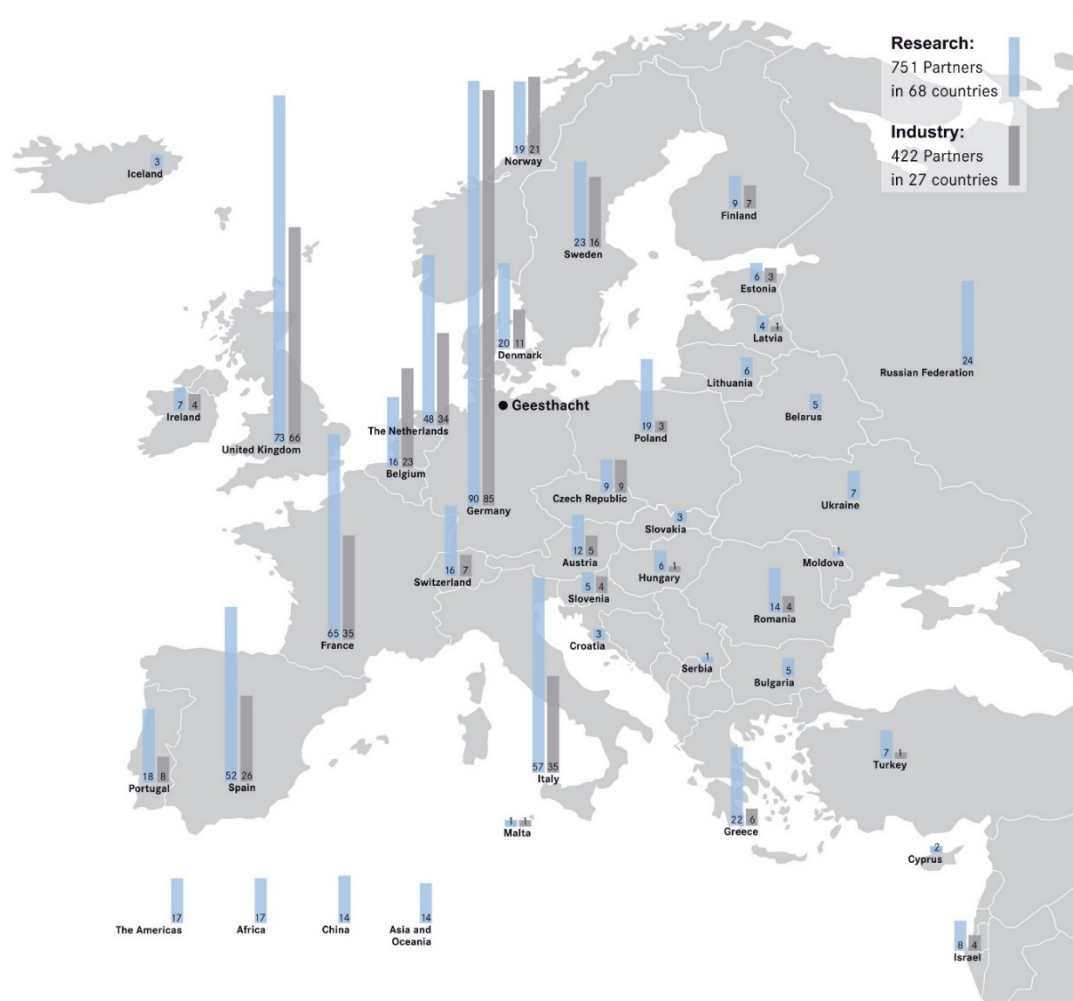 Research:
751 Partners
in 68 countries
Industry:
422 Partners
in 27 countries
3
Iceland
19 21
Norway
23 16
Sweden
9 7
Finland
6 3
Estonia
4 1
Latvia
6
Lithuania
5
Belarus
24
Russian Federation
7 4
Ireland
73 66
United Kingdom
20 11
Denmark
Geesthacht
48 34
The Netherlands
16 23
Belgium
90 85
Germany
19 3
Poland
9 9
Czech Republic
3
Slovakia
7
Ukraine
1
Moldova
12 5
Austria
6 1
Hungary
16 7
Switzerland
5 4
Slovenia
14 4
Romania
65 35
France
3
Croatia
1
Serbia
5
Bulgaria
18 8
Portugal
52 26
Spain
57 35
Italy
7 1
Turkey
1 1
Malta
22 6
Greece
2
Cyprus
8 4
Israel
17
The Americas
17
Africa
14
China
14
Asia and
Oceania